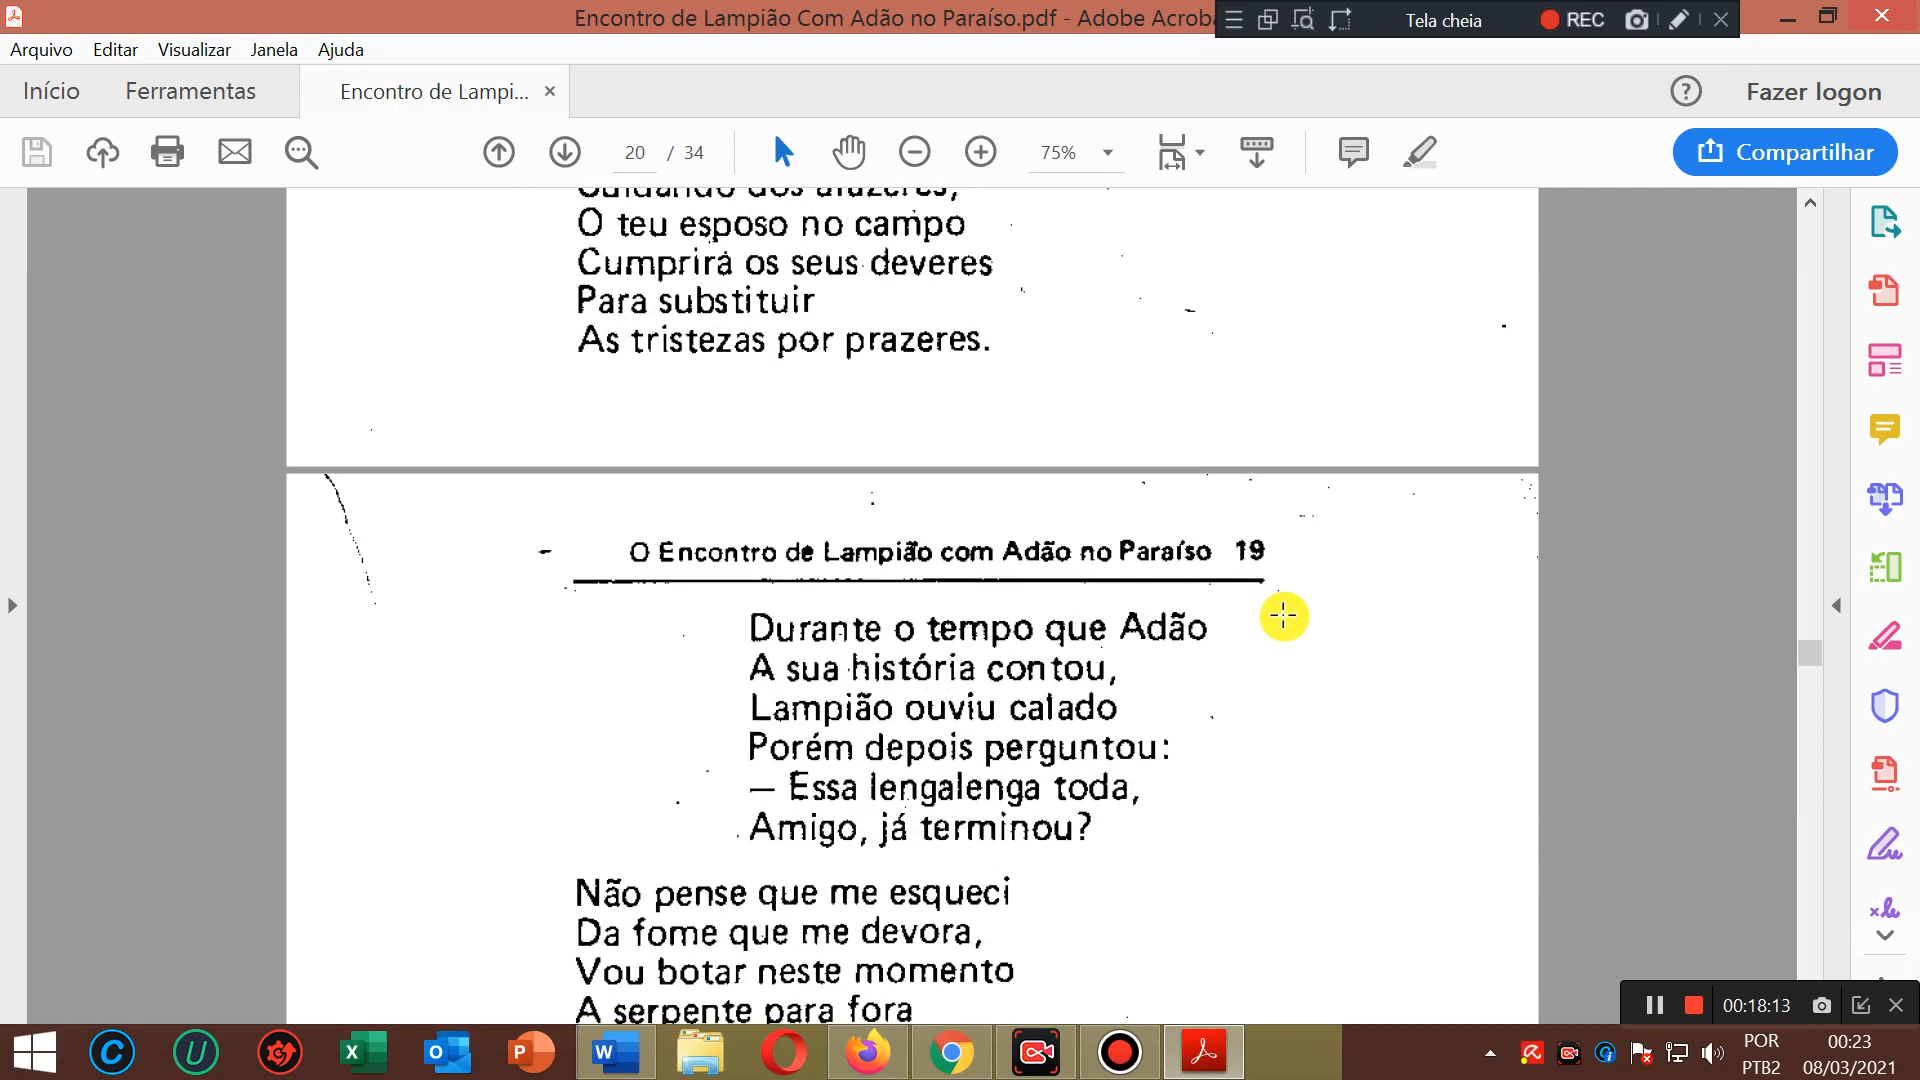 Encontro de Lampião Com Adão no Paraíso.pdf - Adobe Acroba
Tela cheia
REC
Arquivo Editar Visualizar Janela Ajuda
Início Ferramentas Encontro de Lampi... × Fazer logon
20 / 34 75% Compartilhar
O teu esposo no campo
Cumprirá os seus deveres
Para substituir
As tristezas por prazeres.
O Encontro de Lampião com Adão no Paraíso 19
Durante o tempo que Adão
A sua história contou,
Lampião ouviu calado
Porém depois perguntou:
— Essa lengalenga toda,
Amigo, já terminou?
Não pense que me esqueci
Da fome que me devora,
Vou botar neste momento
A serpente para fora
00:18:13
POR 00:23
PTB2 08/03/2021